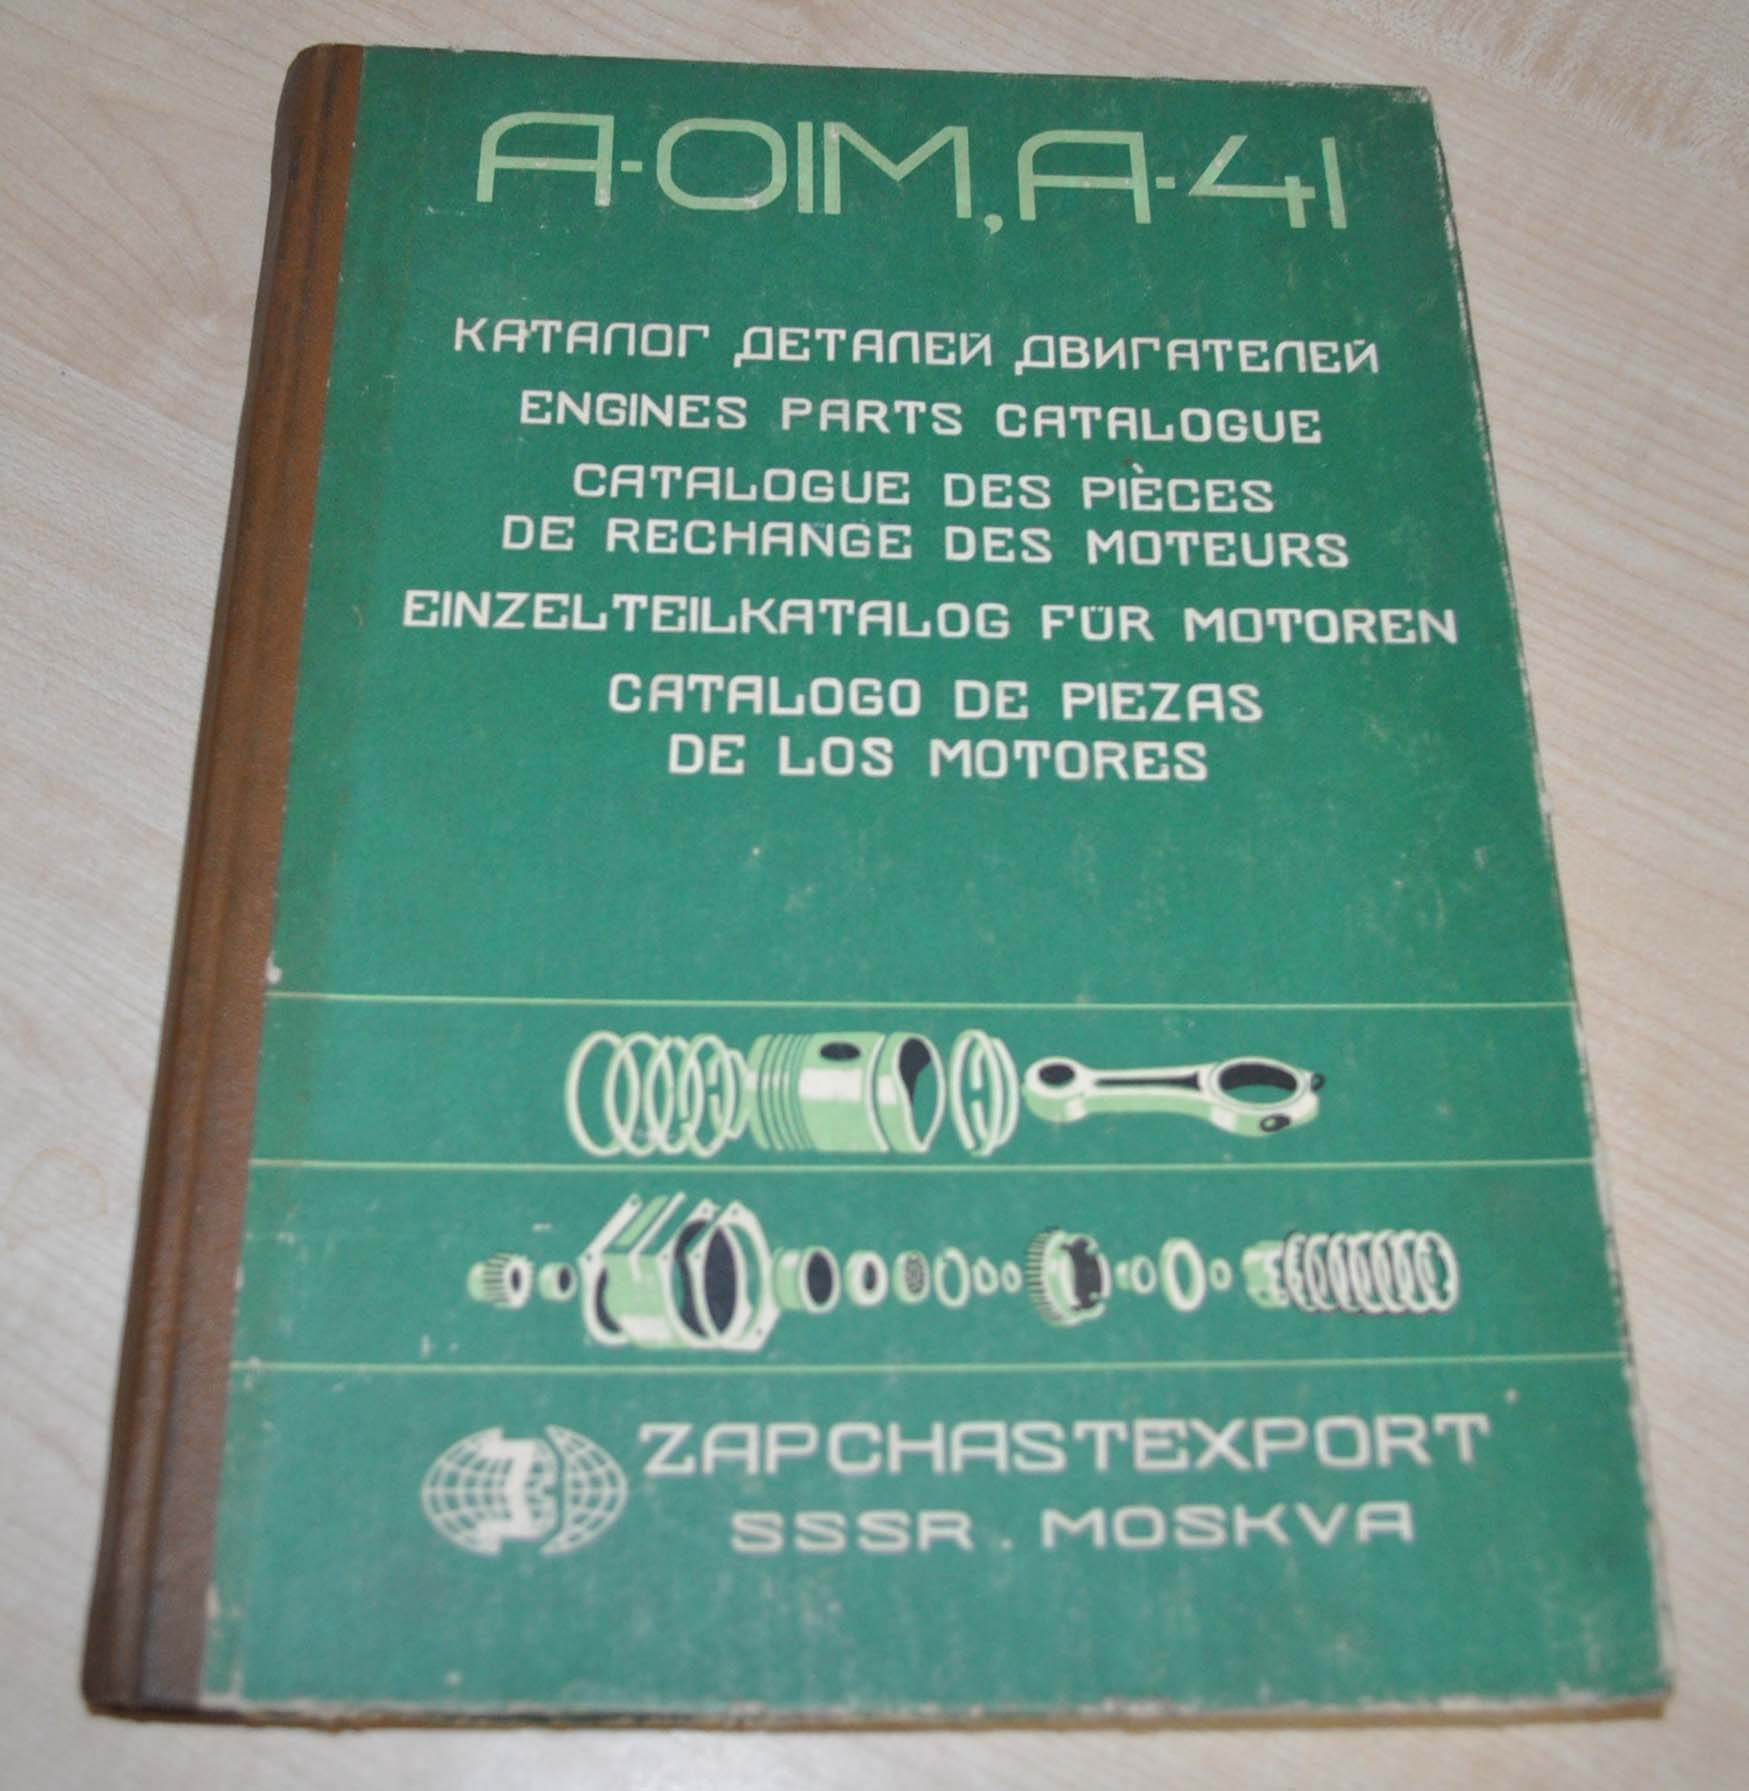 А-01М, А-41
КАТАЛОГ ДЕТАЛЕЙ ДВИГАТЕЛЕЙ
ENGINES PARTS CATALOGUE
CATALOGUE DES PIÈCES
DE RECHANGE DES MOTEURS
EINZELTEILKATALOG FÜR MOTOREN
CATALOGO DE PIEZAS
DE LOS MOTORES
ZAPCHASTEXPORT
SSSR. MOSKVA